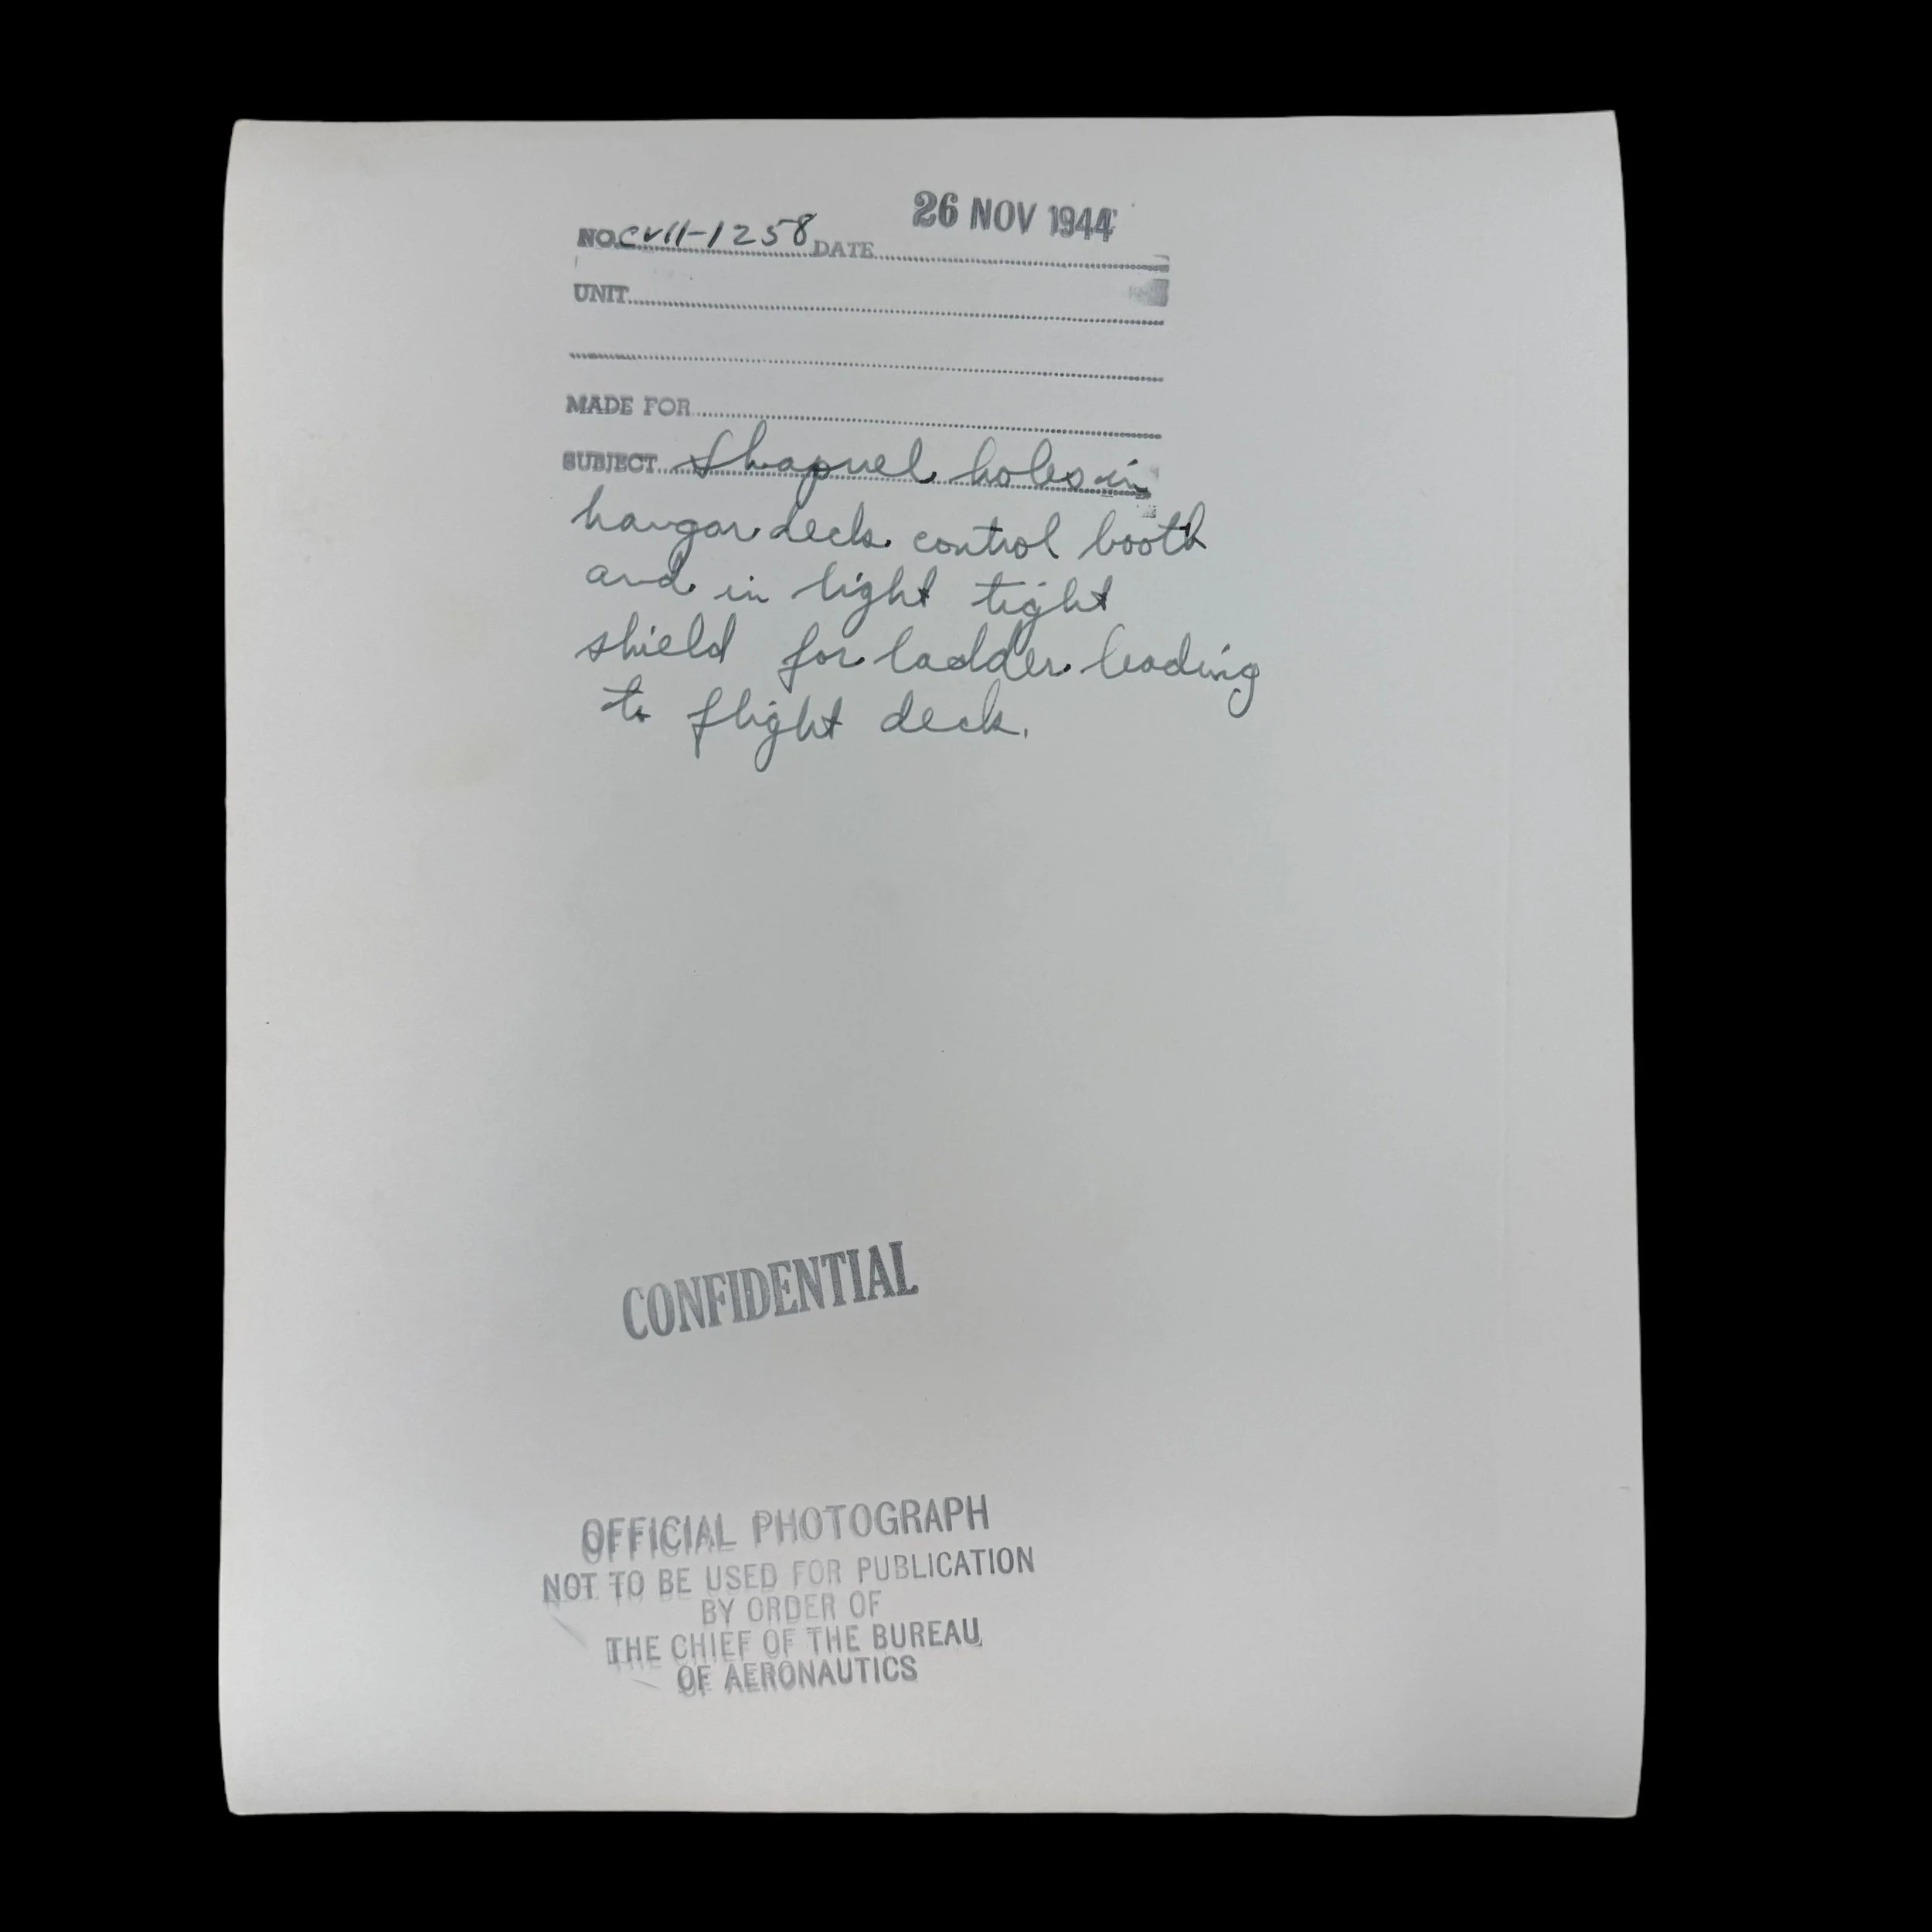 26 NOV 1944
NO. CV11-1258 DATE
UNIT
MADE FOR
SUBJECT Shapnel holes in
hangar deck control booth
and in light tight
shield for ladder leading
to flight deck.
CONFIDENTIAL
OFFICIAL PHOTOGRAPH
NOT TO BE USED FOR PUBLICATION
BY ORDER OF
THE CHIEF OF THE BUREAU
OF AERONAUTICS